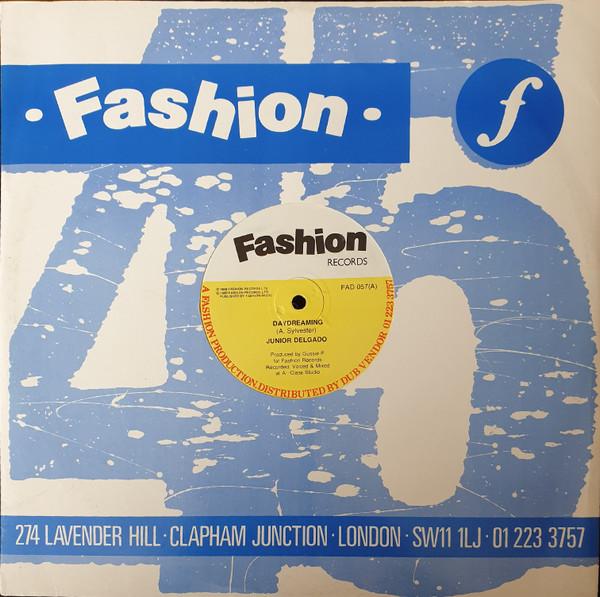 · Fashion ·
f
45
Fashion
RECORDS
FAD 057(A)
DAYDREAMING
(A. Sylvester)
JUNIOR DELGADO
Produced by Gussie P
for Fashion Records
Recorded, Voiced & Mixed
at A-Class Studio
A FASHION PRODUCTION. DISTRIBUTED BY DUB VENDOR 01 223 3757
274 LAVENDER HILL · CLAPHAM JUNCTION · LONDON · SW11 1LJ · 01 223 3757